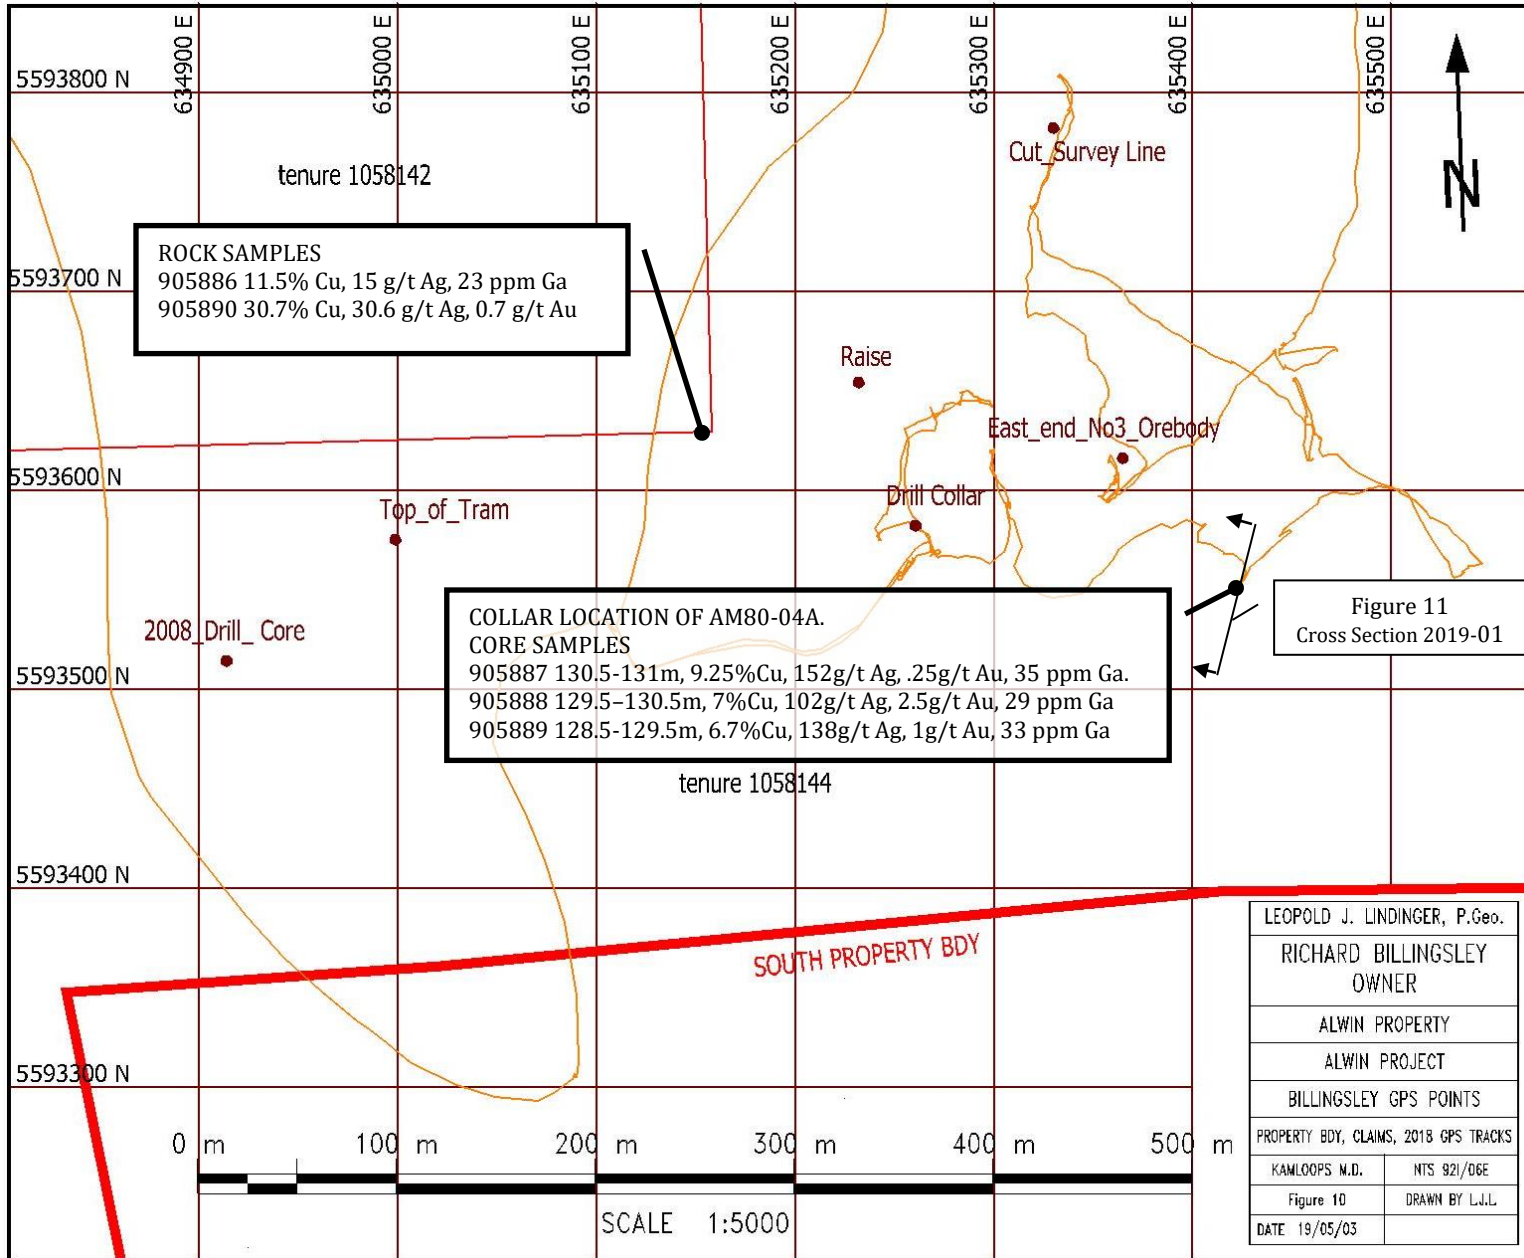 634900 E
635000 E
635100 E
635200 E
635300 E
635400 E
635500 E
5593800 N
Cut_Survey Line
tenure 1058142
N
ROCK SAMPLES
905886 11.5% Cu, 15 g/t Ag, 23 ppm Ga
905890 30.7% Cu, 30.6 g/t Ag, 0.7 g/t Au
5593700 N
Raise
East_end_No3_Orebody
5593600 N
Top_of_Tram
Drill Collar
COLLAR LOCATION OF AM80-04A.
CORE SAMPLES
905887 130.5-131m, 9.25%Cu, 152g/t Ag, .25g/t Au, 35 ppm Ga.
905888 129.5–130.5m, 7%Cu, 102g/t Ag, 2.5g/t Au, 29 ppm Ga
905889 128.5-129.5m, 6.7%Cu, 138g/t Ag, 1g/t Au, 33 ppm Ga
Figure 11
Cross Section 2019-01
2008_Drill_ Core
5593500 N
tenure 1058144
5593400 N
SOUTH PROPERTY BDY
5593300 N
0 m
100 m
200 m
300 m
400 m
500 m
SCALE 1:5000
LEOPOLD J. LINDINGER, P.Geo.
RICHARD BILLINGSLEY
OWNER
ALWIN PROPERTY
ALWIN PROJECT
BILLINGSLEY GPS POINTS
PROPERTY BDY, CLAIMS, 2018 GPS TRACKS
KAMLOOPS M.D.
NTS 92I/06E
Figure 10
DRAWN BY L.J.L
DATE 19/05/03